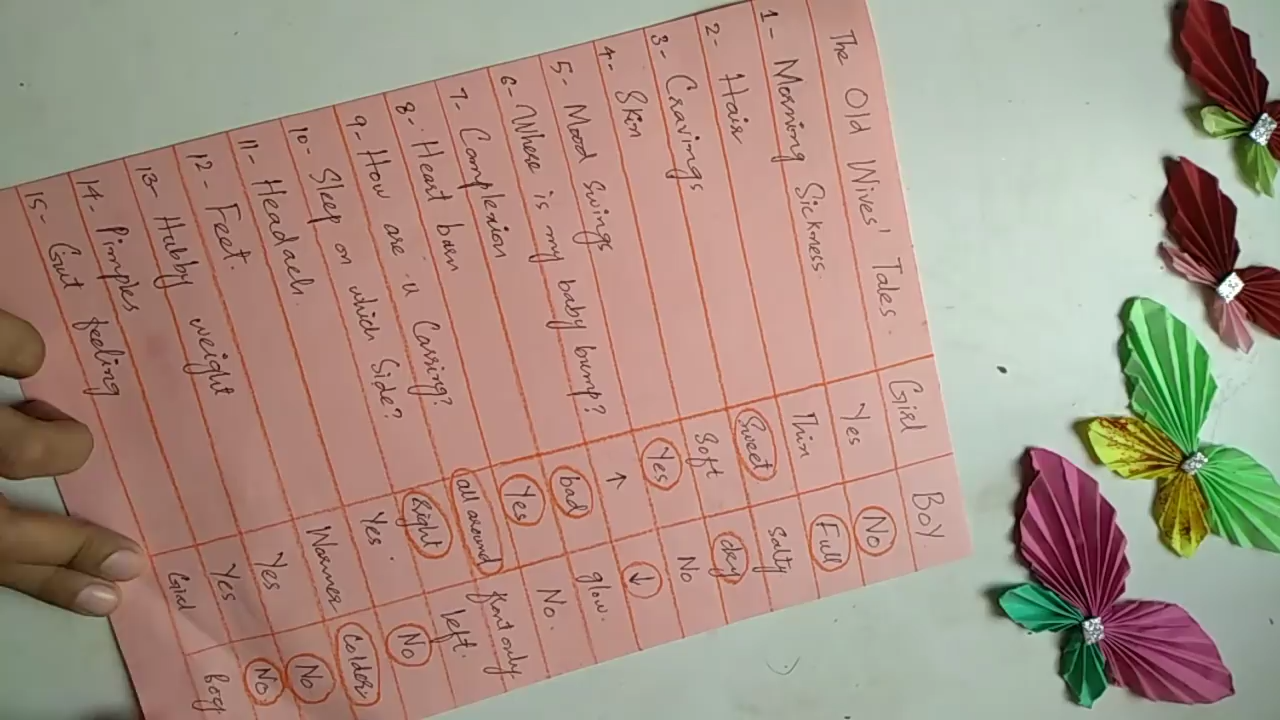 The Old Wives' Tales. Girl BOY
1- Morning Sickness. Yes No
2- Hair Thin Full
3- Cravings Sweet Salty
4- Skin Soft dry
5- Mood Swings Yes No
6- Where is my baby bump? ↑ ↓
7- Complexion bad glow.
8- Heart burn Yes No.
9- How are u Carring? all around front only
10- Sleep on which Side? Right left.
11- Headach. Yes. No
12- Feet. Warmer Colder
13- Hubby weight Yes No
14- Pimples Yes No
15- Gut feeling Girl boy